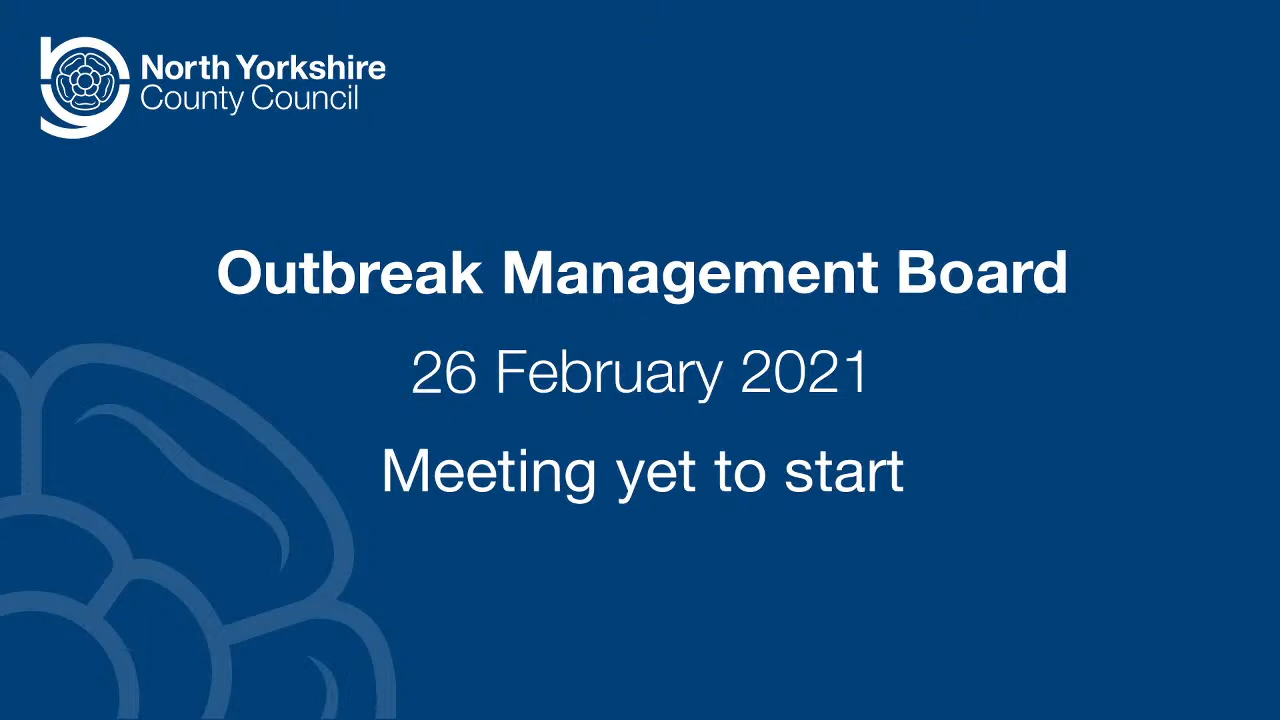 North Yorkshire
County Council
Outbreak Management Board
26 February 2021
Meeting yet to start